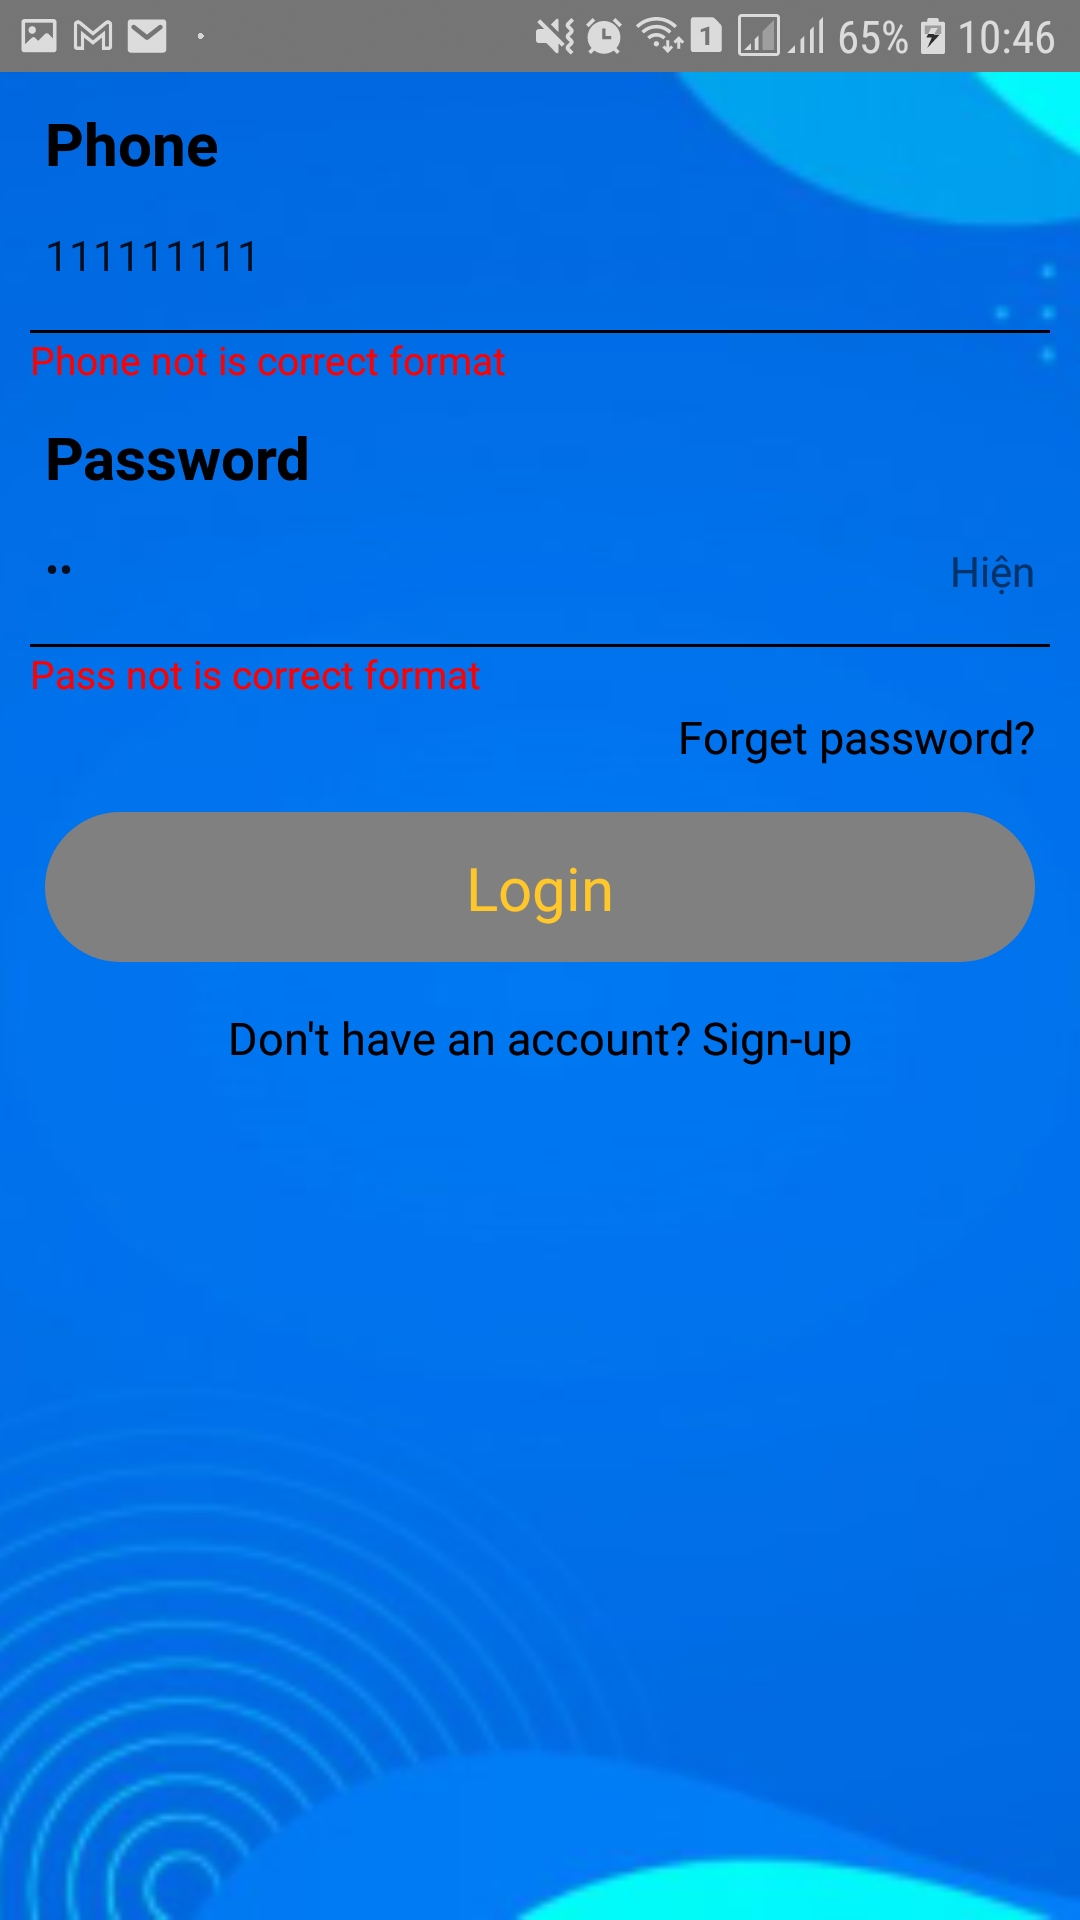 1 65% 10:46
Phone
111111111
Phone not is correct format
Password
••
Hiện
Pass not is correct format
Forget password?
Login
Don't have an account? Sign-up